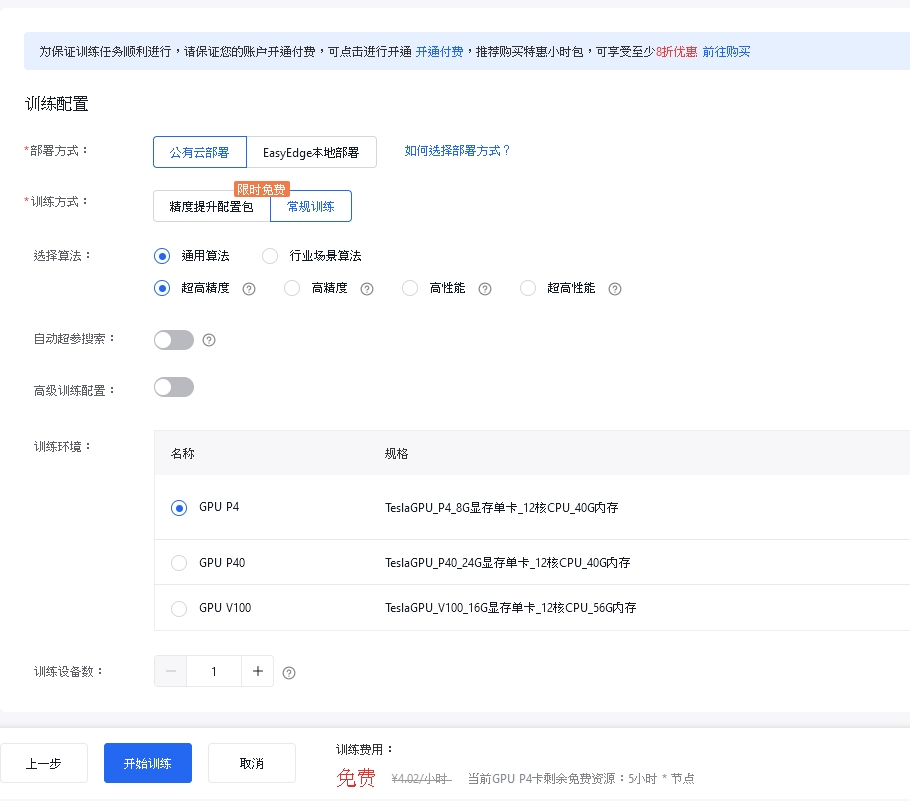 为保证训练任务顺利进行，请保证您的账户开通付费，可点击进行开通 开通付费，推荐购买特惠小时包，可享受至少8折优惠 前往购买
训练配置
*部署方式：
公有云部署
EasyEdge本地部署
如何选择部署方式？
限时免费
*训练方式：
精度提升配置包
常规训练
选择算法：
通用算法
行业场景算法
超高精度
高精度
高性能
超高性能
自动超参搜索：
高级训练配置：
训练环境：
名称
规格
GPU P4
TeslaGPU_P4_8G显存单卡_12核CPU_40G内存
GPU P40
TeslaGPU_P40_24G显存单卡_12核CPU_40G内存
GPU V100
TeslaGPU_V100_16G显存单卡_12核CPU_56G内存
训练设备数：
1
上一步
开始训练
取消
训练费用：
免费 ¥4.02/小时 当前GPU P4卡剩余免费资源：5小时 * 节点